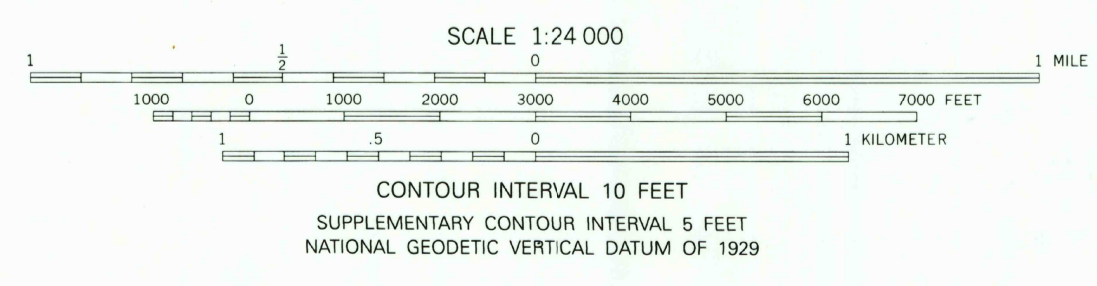 SCALE 1:24 000
1 1/2 0 1 MILE
1000 0 1000 2000 3000 4000 5000 6000 7000 FEET
1 .5 0 1 KILOMETER
CONTOUR INTERVAL 10 FEET
SUPPLEMENTARY CONTOUR INTERVAL 5 FEET
NATIONAL GEODETIC VERTICAL DATUM OF 1929